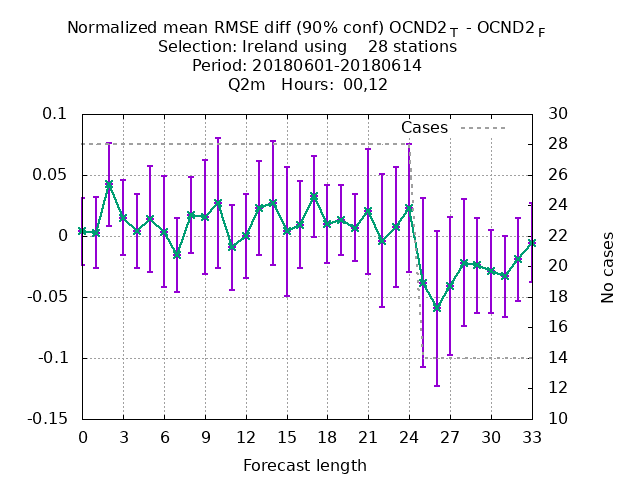 Normalized mean RMSE diff (90% conf) OCND2 T - OCND2 F
Selection: Ireland using 28 stations
Period: 20180601-20180614
Q2m Hours: 00,12
Cases
0.1
0.05
0
-0.05
-0.1
-0.15
30
28
26
24
22
20
18
16
14
12
10
No cases
0 3 6 9 12 15 18 21 24 27 30 33
Forecast length